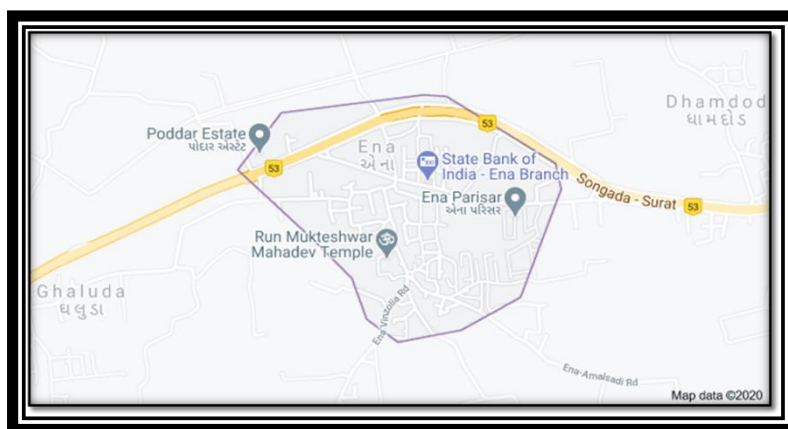 Dhamdod
ધામદોડ
53
Poddar Estate
પોદાર એસ્ટેટ
Ena
એના
State Bank of
India - Ena Branch
53
Ena Parisar
એના પરિસર
Songada - Surat
53
Run Mukteshwar
Mahadev Temple
Ghaluda
ઘલુડા
Ena Vinzolia Rd
Ena-Amalsadi Rd
Map data ©2020